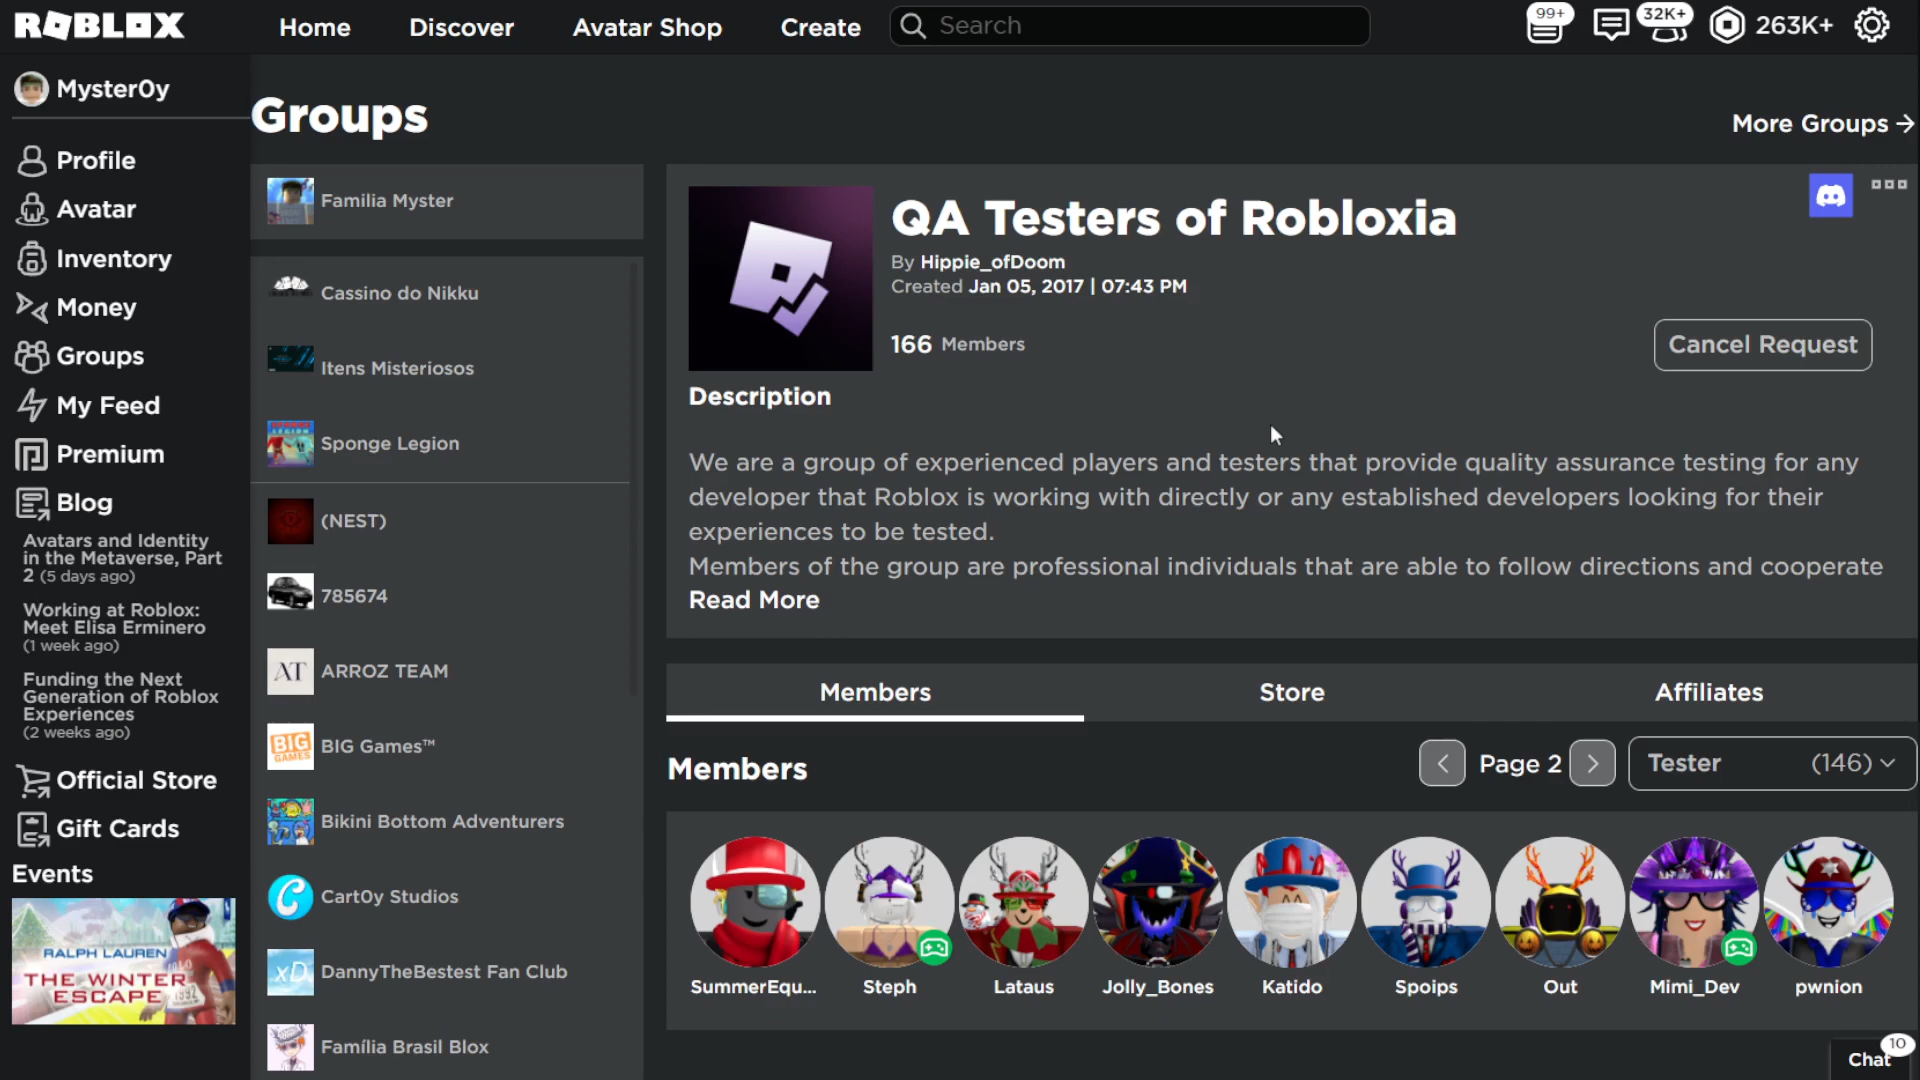 ROBLOX
Home
Discover
Avatar Shop
Create
Search
99+
32K+
263K+
Myster0y
Profile
Avatar
Inventory
Money
Groups
My Feed
Premium
Blog
Avatars and Identity
in the Metaverse, Part
2 (5 days ago)
Working at Roblox:
Meet Elisa Erminero
(1 week ago)
Funding the Next
Generation of Roblox
Experiences
(2 weeks ago)
Official Store
Gift Cards
Events
RALPH LAUREN
THE WINTER
ESCAPE
1992
Groups
More Groups →
Familia Myster
Cassino do Nikku
Itens Misteriosos
Sponge Legion
(NEST)
785674
AT
ARROZ TEAM
BIG
GAMES
BIG Games™
Bikini Bottom Adventurers
C
Cart0y Studios
xD
DannyTheBestest Fan Club
Família Brasil Blox
QA Testers of Robloxia
By Hippie_ofDoom
Created Jan 05, 2017 | 07:43 PM
166 Members
Cancel Request
Description
We are a group of experienced players and testers that provide quality assurance testing for any
developer that Roblox is working with directly or any established developers looking for their
experiences to be tested.
Members of the group are professional individuals that are able to follow directions and cooperate
Read More
Members
Store
Affiliates
Members
Page 2
Tester (146)
SummerEqu...
Steph
Lataus
Jolly_Bones
Katido
Spoips
Out
Mimi_Dev
pwnion
Chat
10